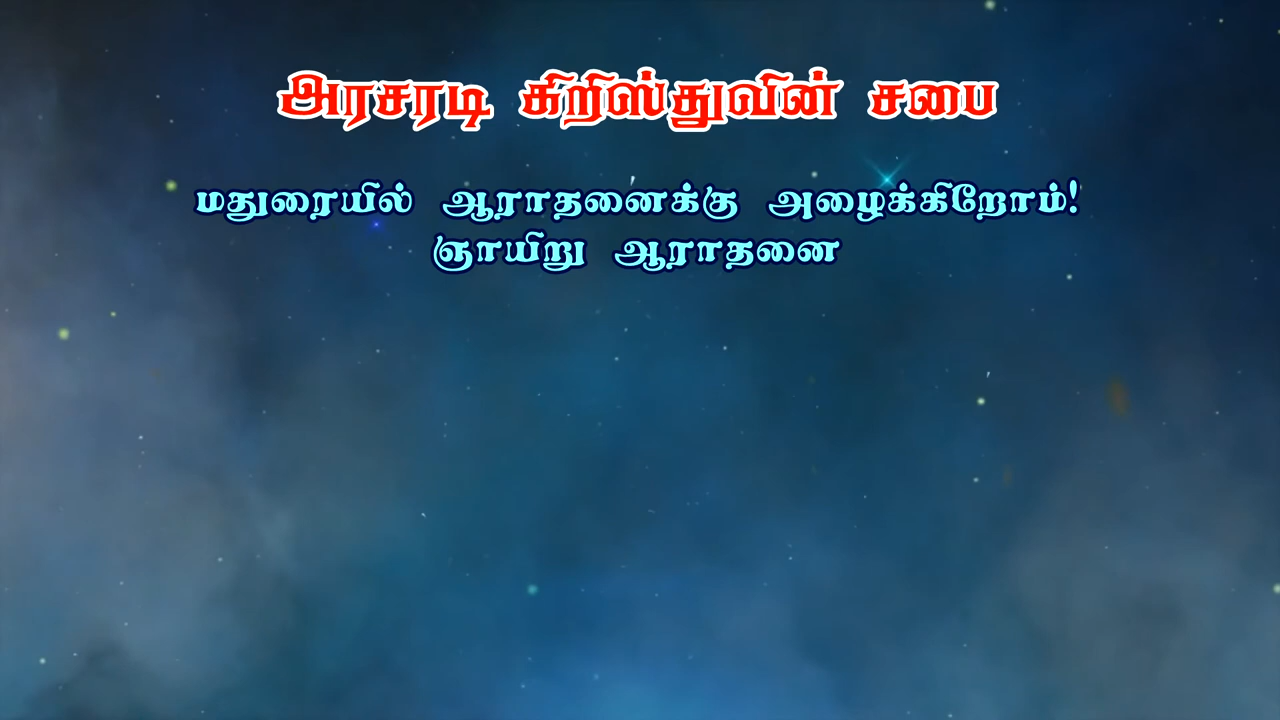 அரசரடி கிறிஸ்துவின் சபை
மதுரையில் ஆராதனைக்கு அழைக்கிறோம்!
ஞாயிறு ஆராதனை